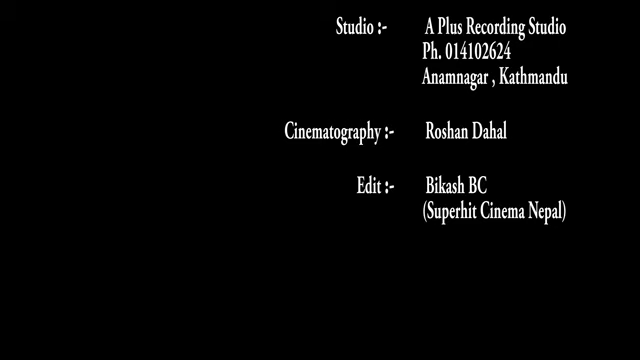 Studio :- A Plus Recording Studio
Ph. 014102624
Anamnagar , Kathmandu
Cinematography :- Roshan Dahal
Edit :- Bikash BC
(Superhit Cinema Nepal)